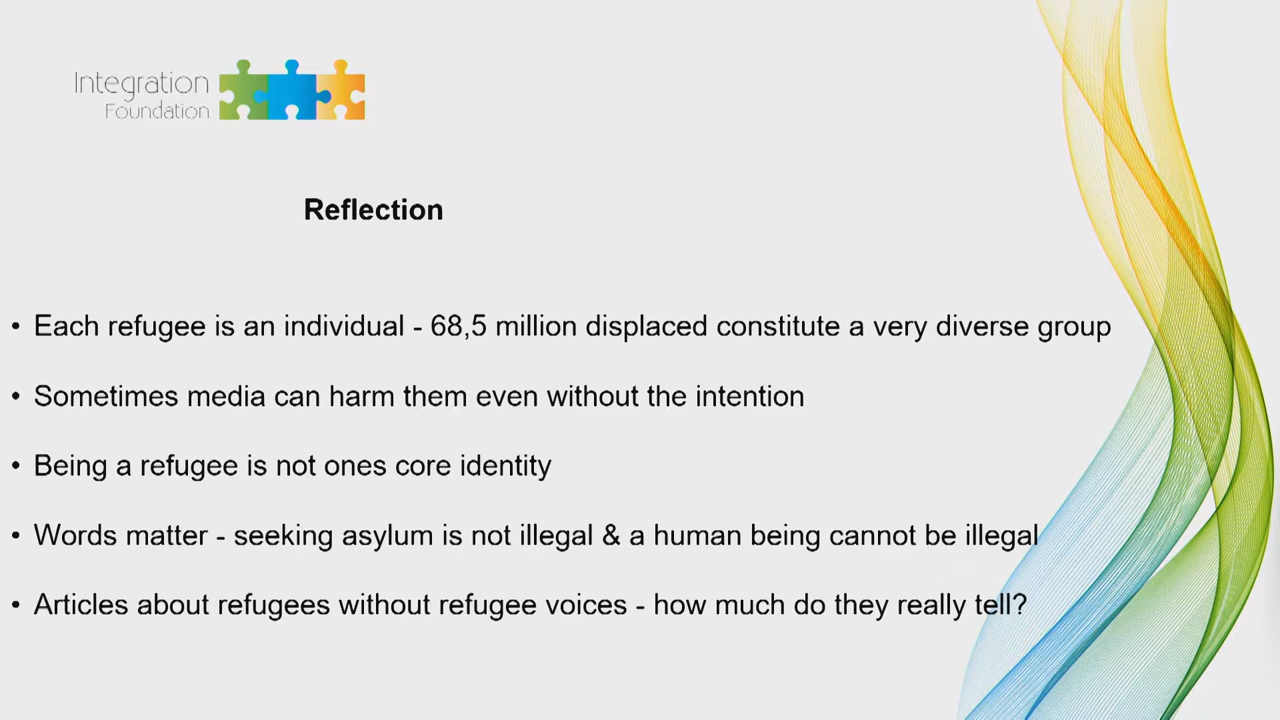 Integration
Foundation
Reflection
• Each refugee is an individual - 68,5 million displaced constitute a very diverse group
• Sometimes media can harm them even without the intention
• Being a refugee is not ones core identity
• Words matter - seeking asylum is not illegal & a human being cannot be illegal
• Articles about refugees without refugee voices - how much do they really tell?